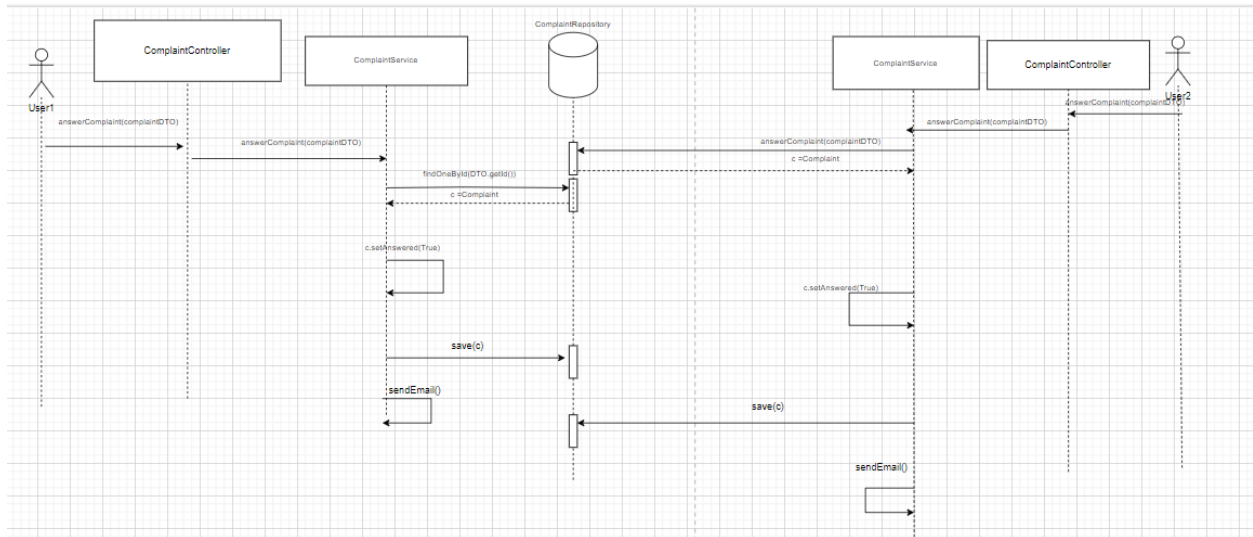 ComplaintRepository
ComplaintController
ComplaintService
ComplaintService
ComplaintController
User1
User2
answerComplaint(complaintDTO)
answerComplaint(complaintDTO)
answerComplaint(complaintDTO)
answerComplaint(complaintDTO)
answerComplaint(complaintDTO)
c =Complaint
findOneById(DTO.getId())
c =Complaint
c.setAnswered(True)
c.setAnswered(True)
save(c)
sendEmail()
save(c)
sendEmail()